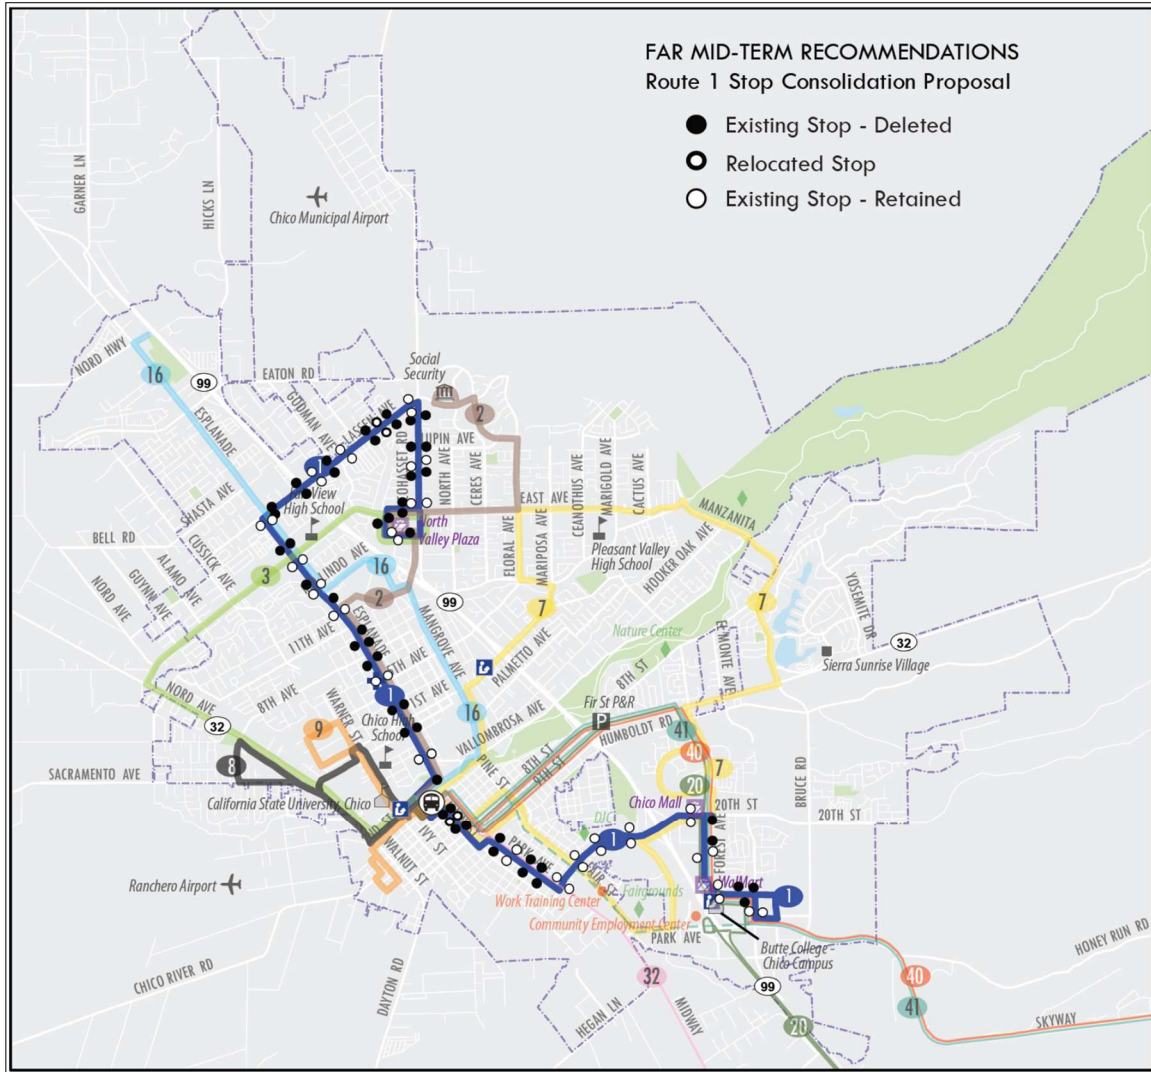 FAR MID-TERM RECOMMENDATIONS
Route 1 Stop Consolidation Proposal
Existing Stop - Deleted
Relocated Stop
Existing Stop - Retained
GARNER LN
HICKS LN
Chico Municipal Airport
NORD HWY
16
99
EATON RD
Social
Security
2
ESPLANADE
GODMAN AVE
LASSEN AVE
LUPIN AVE
1
COHASSET RD
NORTH AVE
CERES AVE
EAST AVE
CEANOTHUS AVE
MARIGOLD AVE
CACTUS AVE
MANZANITA
SHASTA AVE
View
High School
North
Valley Plaza
FLORAL AVE
MARIPOSA AVE
Pleasant Valley
High School
HOOKER OAK AVE
BELL RD
CUSSICK AVE
ALAMO AVE
GUYNN AVE
NORD AVE
3
LINDO AVE
16
2
99
7
7
YOSEMITE DR
32
11TH AVE
ESPLANADE
MANGROVE AVE
5TH AVE
1ST AVE
PALMETTO AVE
Nature Center
8TH ST
EL MONTE AVE
Sierra Sunrise Village
NORD AVE
8TH AVE
WARNER ST
1
16
VALLOMBROSA AVE
Fir St P&R
P
HUMBOLDT RD
41
40
7
20
32
9
Chico High
School
PINE ST
8TH ST
9TH ST
BRUCE RD
SACRAMENTO AVE
8
California State University, Chico
Chico Mall
20TH ST
20TH ST
IVY ST
WALNUT ST
PARK AVE
DJC
1
FOREST AVE
FAIR ST
Ranchero Airport
Work Training Center
Fairgrounds
WalMart
1
Community Employment Center
PARK AVE
Butte College -
Chico Campus
HONEY RUN RD
CHICO RIVER RD
DAYTON RD
32
99
40
41
HEGAN LN
MIDWAY
20
SKYWAY